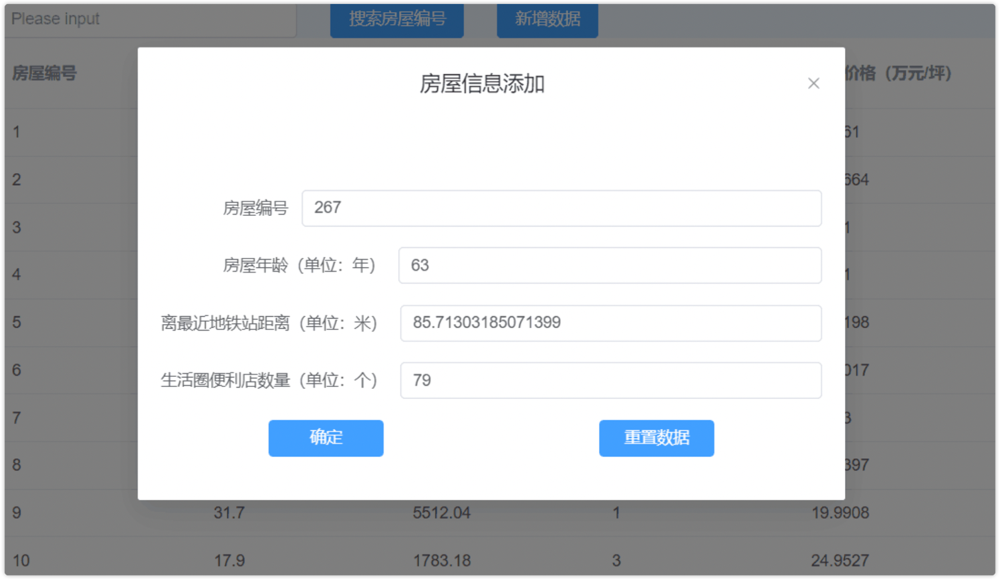 Please input
搜索房屋编号
新增数据
房屋编号
价格（万元/坪）
房屋信息添加
1
61
2
664
3
1
房屋编号
267
4
1
房屋年龄（单位：年）
63
5
198
离最近地铁站距离（单位：米）
85.71303185071399
6
017
生活圈便利店数量（单位：个）
79
7
3
确定
重置数据
8
397
9
31.7
5512.04
1
19.9908
10
17.9
1783.18
3
24.9527